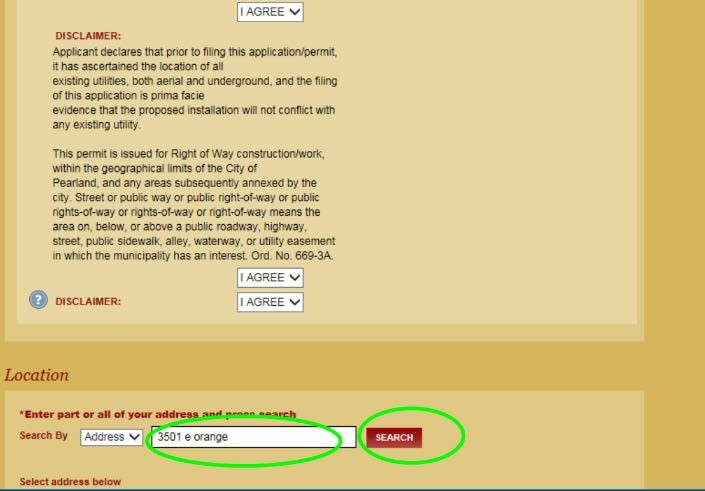 I AGREE
DISCLAIMER:
Applicant declares that prior to filing this application/permit,
it has ascertained the location of all
existing utilities, both aerial and underground, and the filing
of this application is prima facie
evidence that the proposed installation will not conflict with
any existing utility.
This permit is issued for Right of Way construction/work,
within the geographical limits of the City of
Pearland, and any areas subsequently annexed by the
city. Street or public way or public right-of-way or public
rights-of-way or rights-of-way or right-of-way means the
area on, below, or above a public roadway, highway,
street, public sidewalk, alley, waterway, or utility easement
in which the municipality has an interest. Ord. No. 669-3A.
I AGREE
? DISCLAIMER: I AGREE
Location
*Enter part or all of your address and press search
Search By Address 3501 e orange SEARCH
Select address below